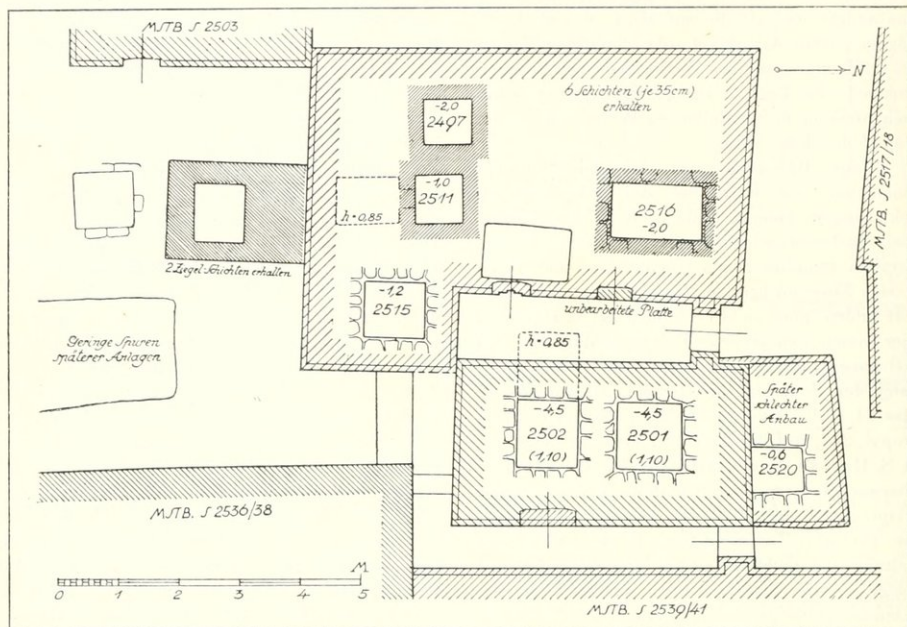 MSTB. S 2503
6 Schichten (je 35cm)
erhalten
N
MSTB. S 2517/18
-2,0
2497
-1,0
2511
h=0,85
2516
-2,0
2 Ziegel Schichten erhalten
-1,2
2515
unbearbeitete Platte
Geringe Spuren
späterer Anlagen
h=0,85
-4,5
2502
(-1,10)
-4,5
2501
(-1,10)
Später
schlechter
Anbau
-0,6
2520
MSTB. S 2536/38
M
0 1 2 3 4 5
MSTB. S 2539/41